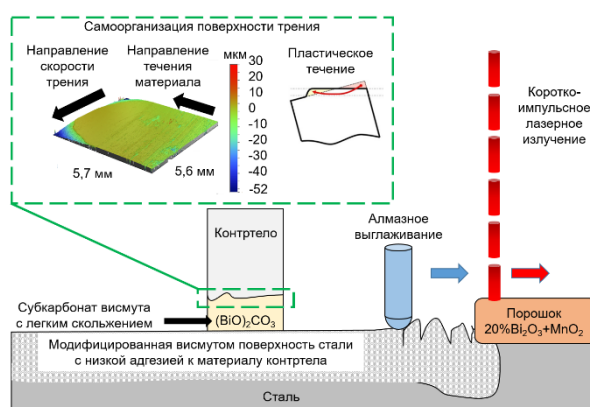 Самоорганизация поверхности трения
Направление
скорости
трения
Направление
течения
материала
мкм
30
20
10
0
-10
-20
-30
-40
-52
5,7 мм
5,6 мм
Пластическое
течение
Коротко-
импульсное
лазерное
излучение
Контртело
Алмазное
выглаживание
Субкарбонат висмута
с легким скольжением
(BiO)₂CO₃
Порошок
20%Bi₂O₃+MnO₂
Модифицированная висмутом поверхность стали
с низкой адгезией к материалу контртела
Сталь